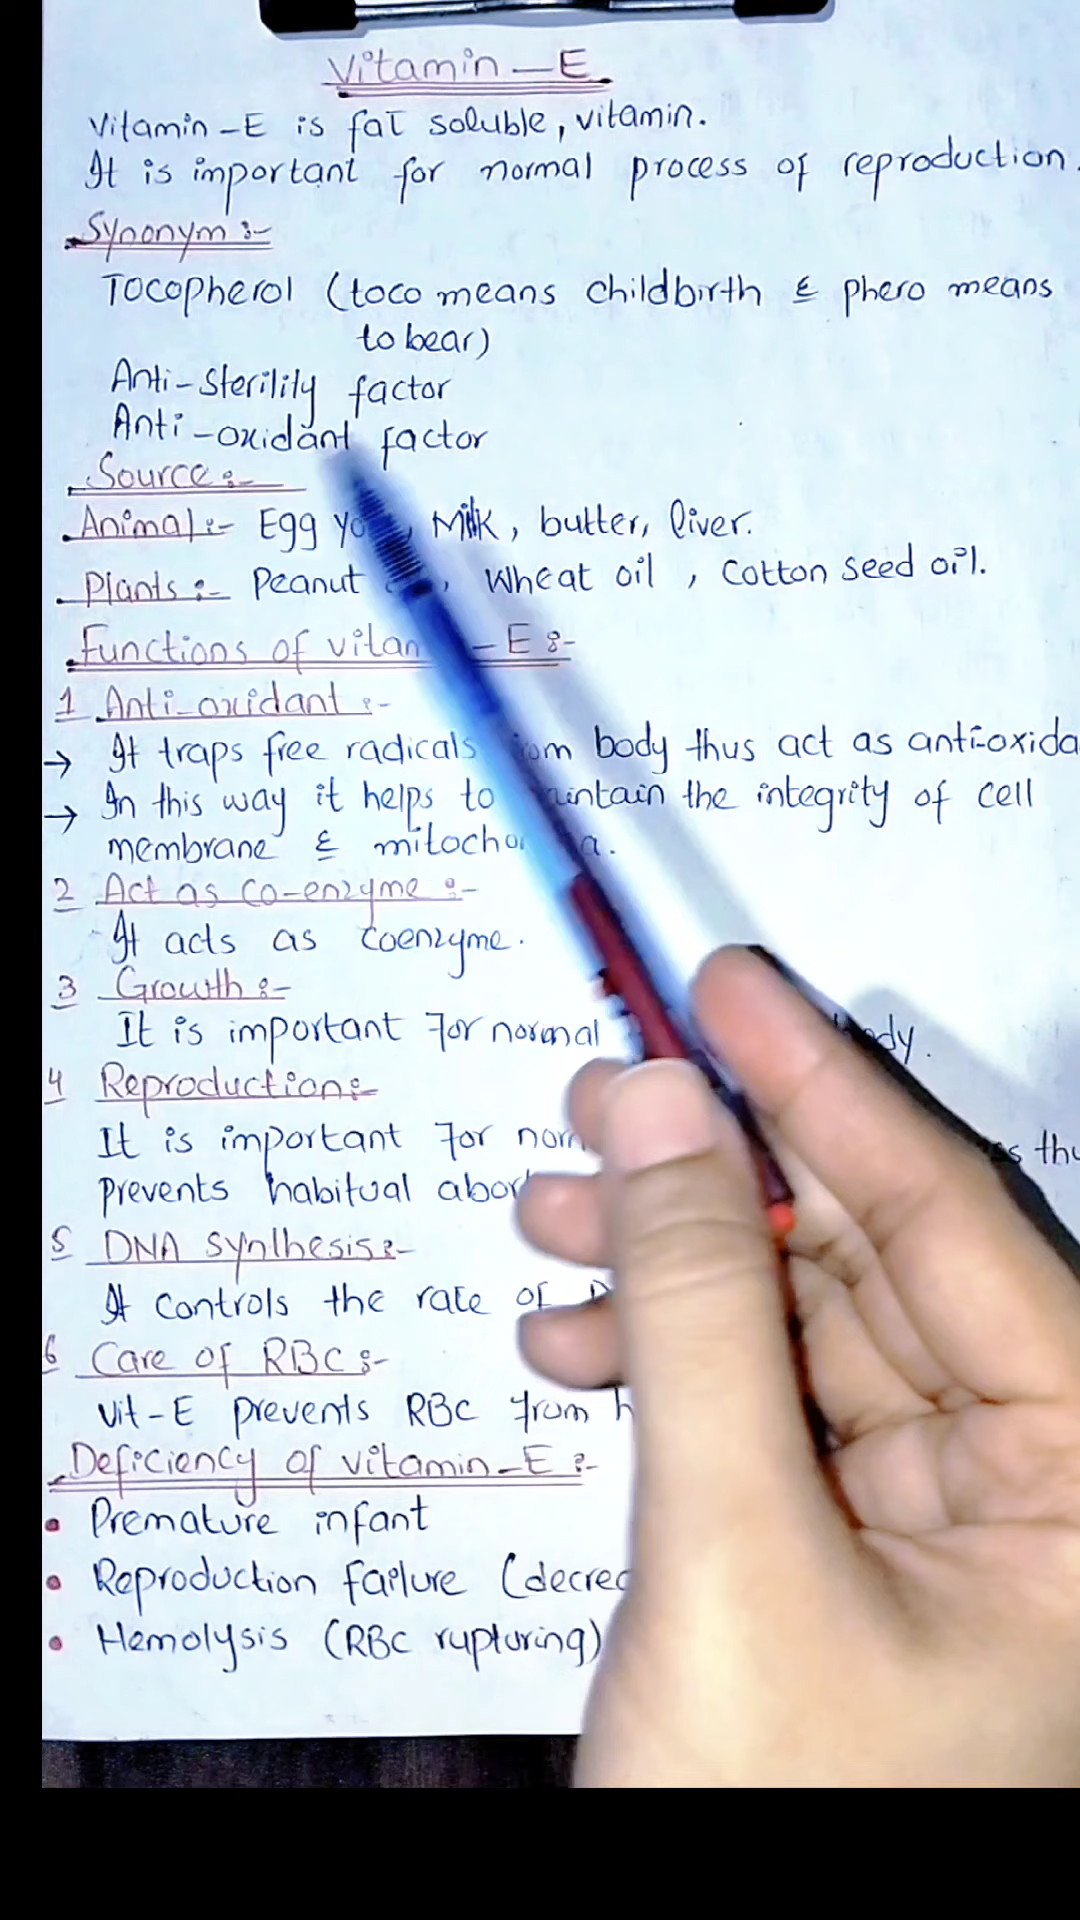 Vitamin-E
Vitamin-E is fat soluble, vitamin.
It is important for normal process of reproduction.
Synonym :-
Tocopherol (toco means childbirth & phero means
to bear)
Anti-Sterility factor
Anti-oxidant factor
Source :-
Animal :- Egg , Milk, butter, liver.
Plants :- Peanut , Wheat oil , Cotton seed oil.
Functions of - E :-
1 Anti-oxidant :-
→ It traps free radicals body thus act as
→ In this way it helps to the integrity of cell
membrane &
2 Act as Co-enzyme :-
It acts as coenzyme.
3 Growth :-
It is important for normal
4 Reproduction:-
It is important for
prevents habitual
5 DNA synthesis:-
It controls the rate of
6 Care of RBC :-
Vit-E prevents RBC from
Deficiency of vitamin-E :-
• Premature infant
• Reproduction failure
• Hemolysis (RBC rupturing)